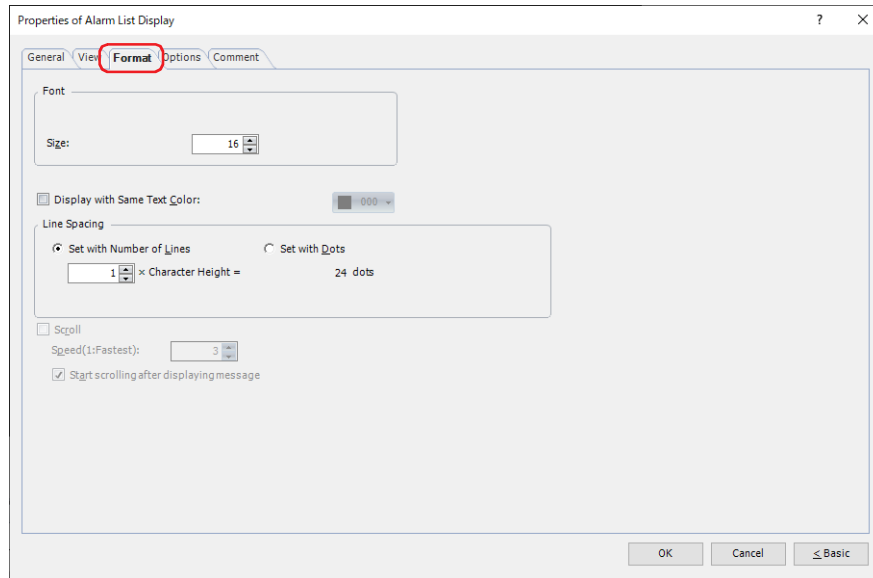 Properties of Alarm List Display ?
General View Format Options Comment
Font
Size: 16
Display with Same Text Color: 000
Line Spacing
Set with Number of Lines Set with Dots
1 × Character Height = 24 dots
Scroll
Speed(1:Fastest): 3
Start scrolling after displaying message
OK Cancel < Basic